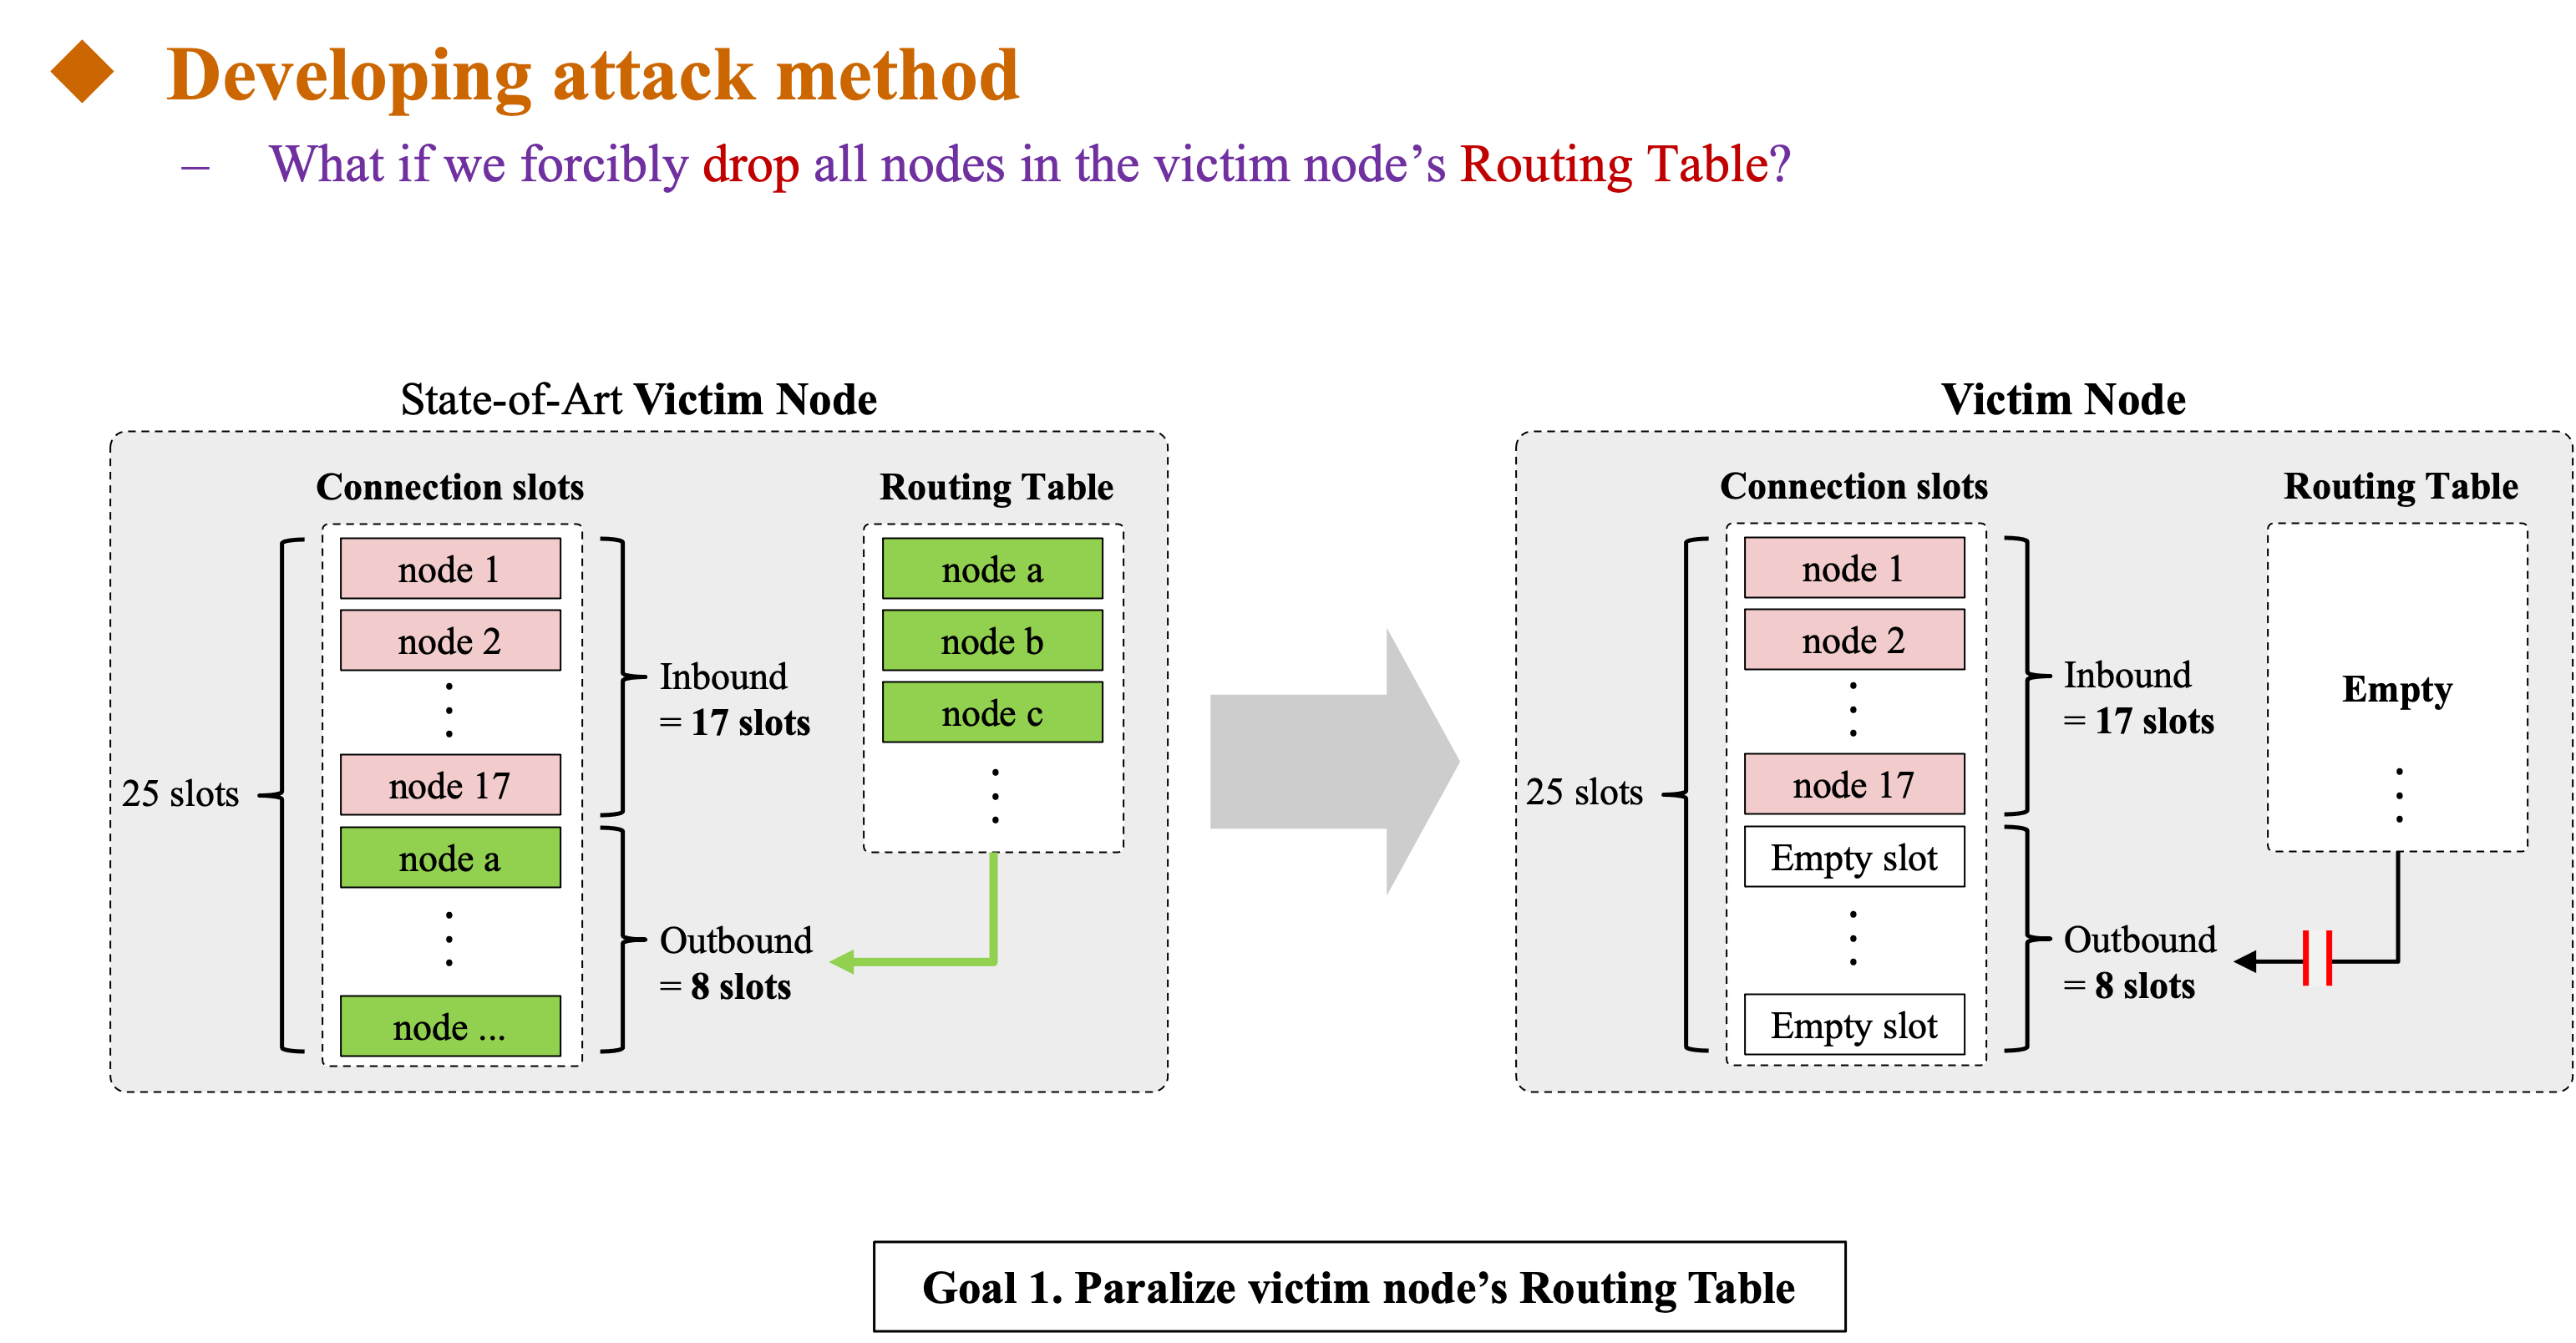 Developing attack method
– What if we forcibly drop all nodes in the victim node’s Routing Table?
State-of-Art Victim Node
Connection slots
Routing Table
25 slots
node 1
node 2
node 17
node a
node ...
Inbound
= 17 slots
Outbound
= 8 slots
node a
node b
node c
Victim Node
Connection slots
Routing Table
25 slots
node 1
node 2
node 17
Empty slot
Empty slot
Inbound
= 17 slots
Outbound
= 8 slots
Empty
Goal 1. Paralize victim node’s Routing Table